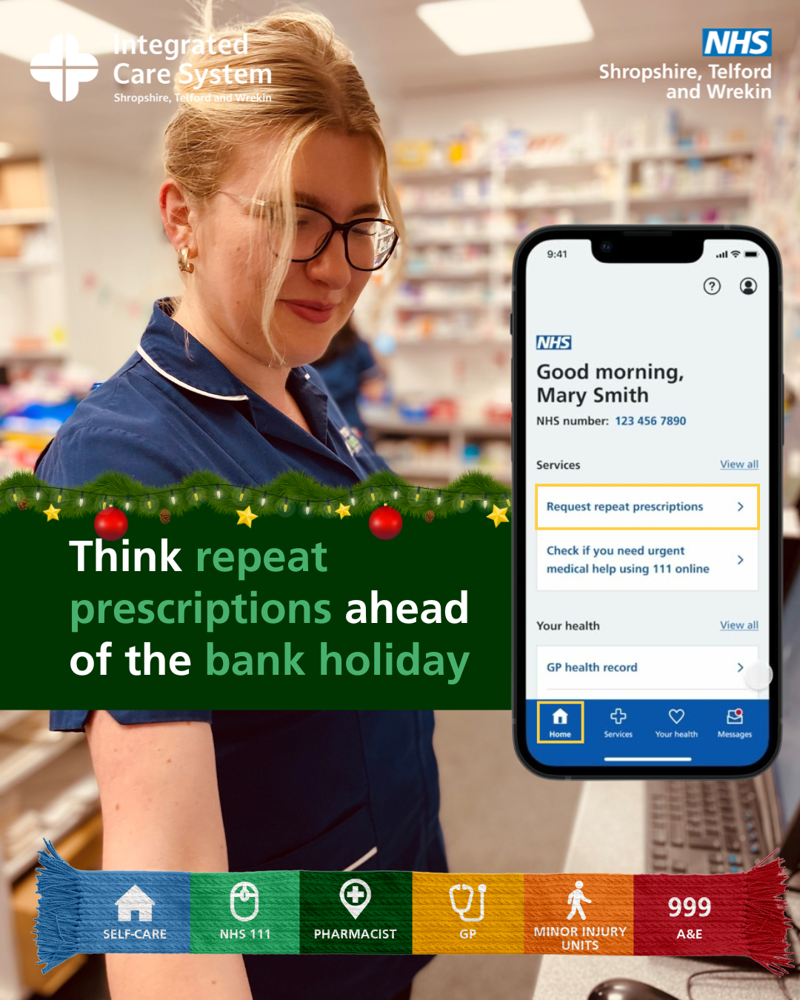 Integrated
Care System
Shropshire, Telford and Wrekin
NHS
Shropshire, Telford
and Wrekin
9:41
?
NHS
Good morning,
Mary Smith
NHS number: 123 456 7890
Services View all
Request repeat prescriptions
Check if you need urgent
medical help using 111 online
Your health View all
GP health record
Home Services Your health Messages
Think repeat
prescriptions ahead
of the bank holiday
SELF-CARE
NHS 111
PHARMACIST
GP
MINOR INJURY
UNITS
999
A&E